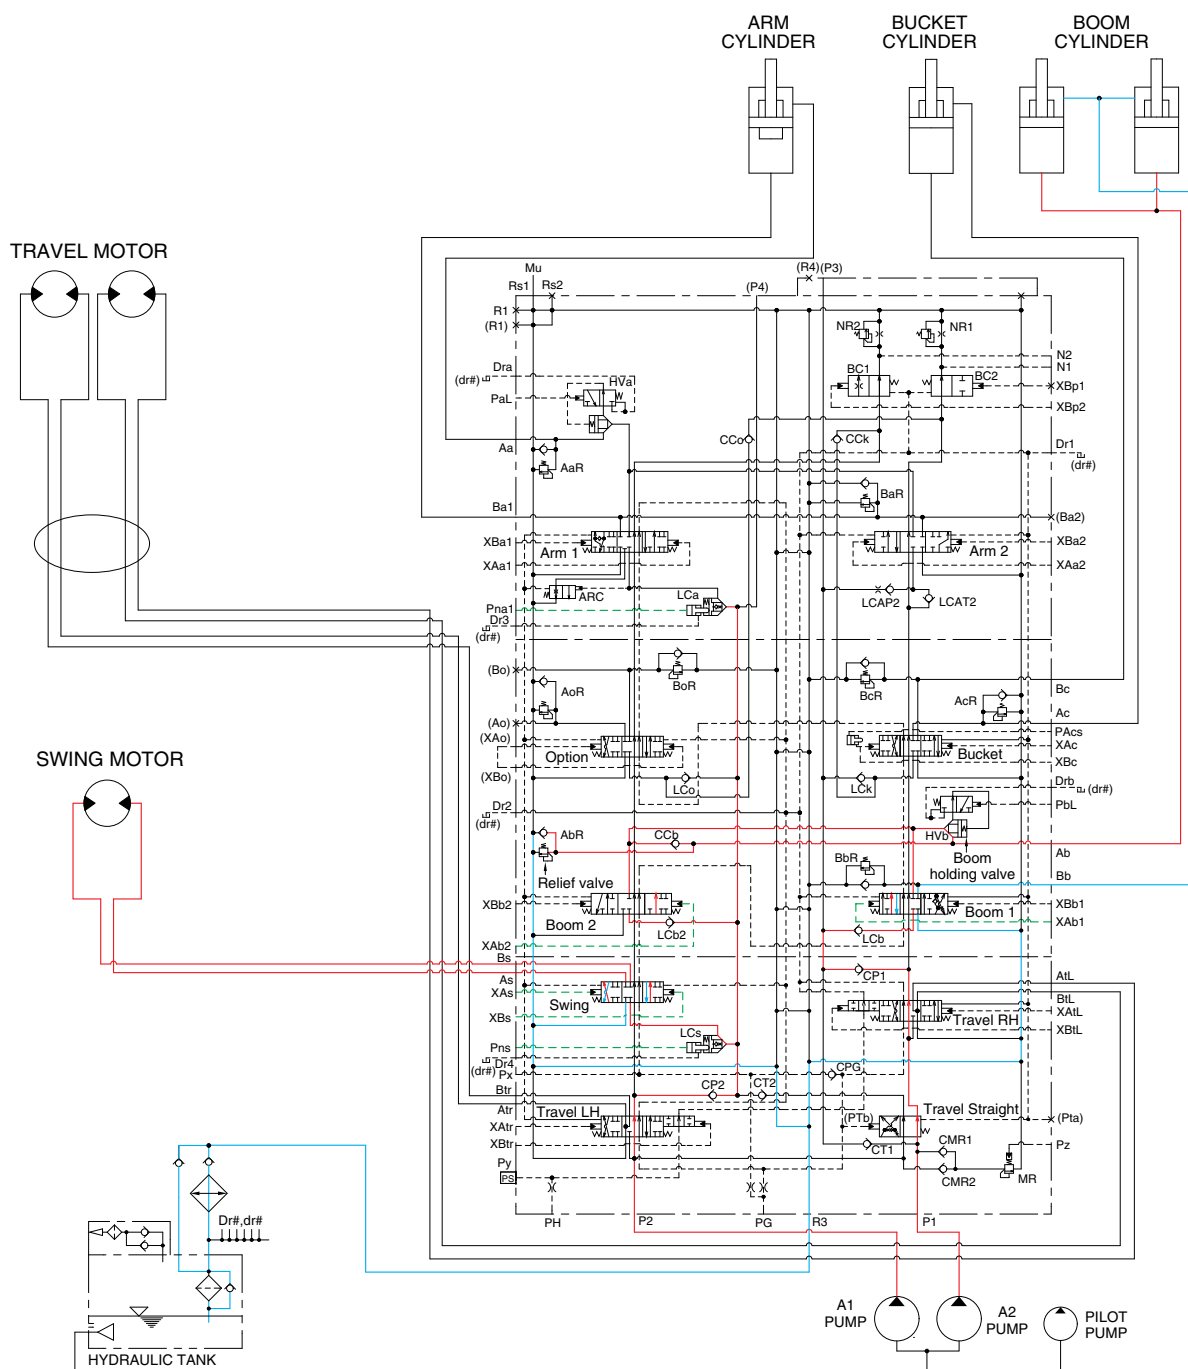 ARM
CYLINDER
BUCKET
CYLINDER
BOOM
CYLINDER
TRAVEL MOTOR
Mu
Rs1
Rs2
(P4)
(R4)
(P3)
R1
(R1)
NR2
NR1
N2
N1
Dra
(dr#)
HVa
BC1
BC2
XBp1
PaL
XBp2
CCo
CCk
Dr1
(dr#)
Aa
AaR
BaR
Ba1
(Ba2)
XBa1
Arm 1
Arm 2
XBa2
XAa1
XAa2
ARC
LCa
LCAP2
LCAT2
Pna1
Dr3
(dr#)
(Bo)
BoR
BcR
Bc
AoR
AcR
Ac
(Ao)
PAcs
(XAo)
XAc
Option
Bucket
XBc
(XBo)
LCo
LCk
Drb
(dr#)
SWING MOTOR
Dr2
(dr#)
PbL
AbR
CCb
HVb
Relief valve
BbR
Boom
holding valve
Ab
Bb
XBb2
Boom 2
Boom 1
XBb1
XAb1
LCb2
LCb
XAb2
Bs
CP1
As
AtL
XAs
Swing
BtL
XAtL
XBs
Travel RH
XBtL
LCs
Pns
Dr4
(dr#)
Px
CPG
Btr
CP2
CT2
Atr
Travel LH
Travel Straight
(PTb)
(Pta)
XAtr
XBtr
CT1
CMR1
Pz
CMR2
MR
Py
PS
PH
P2
PG
R3
P1
Dr#,dr#
A1
PUMP
A2
PUMP
PILOT
PUMP
HYDRAULIC TANK